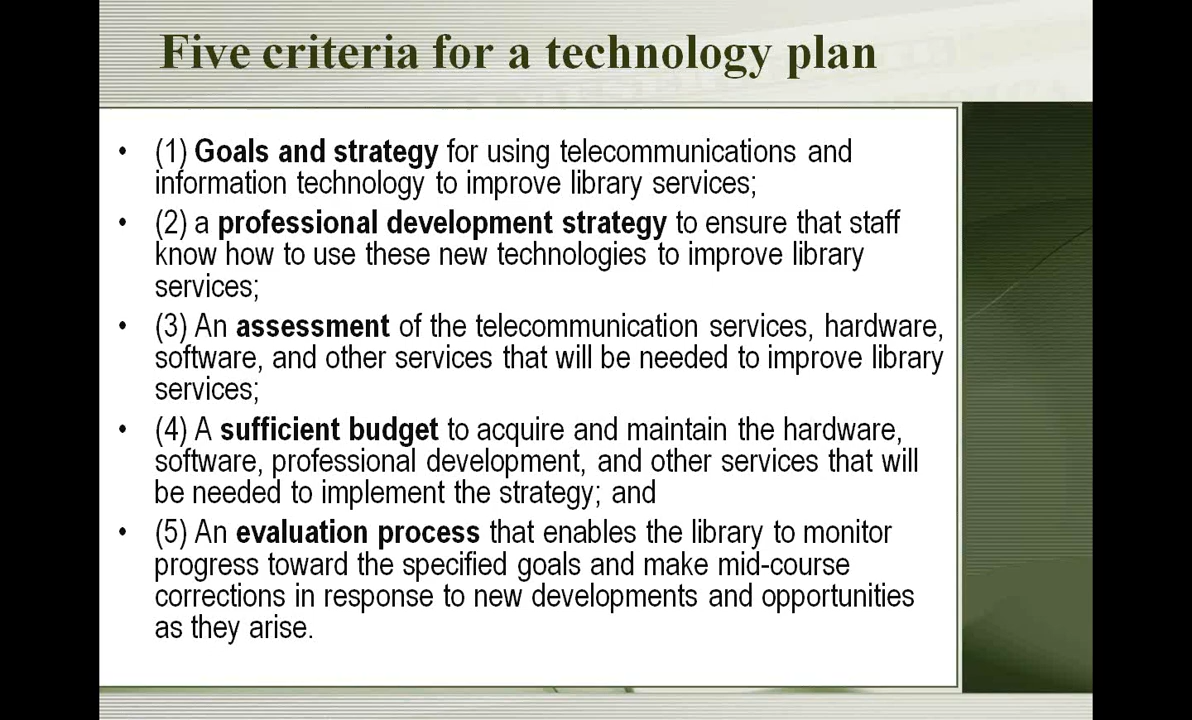 Five criteria for a technology plan
• (1) Goals and strategy for using telecommunications and
information technology to improve library services;
• (2) a professional development strategy to ensure that staff
know how to use these new technologies to improve library
services;
• (3) An assessment of the telecommunication services, hardware,
software, and other services that will be needed to improve library
services;
• (4) A sufficient budget to acquire and maintain the hardware,
software, professional development, and other services that will
be needed to implement the strategy; and
• (5) An evaluation process that enables the library to monitor
progress toward the specified goals and make mid-course
corrections in response to new developments and opportunities
as they arise.